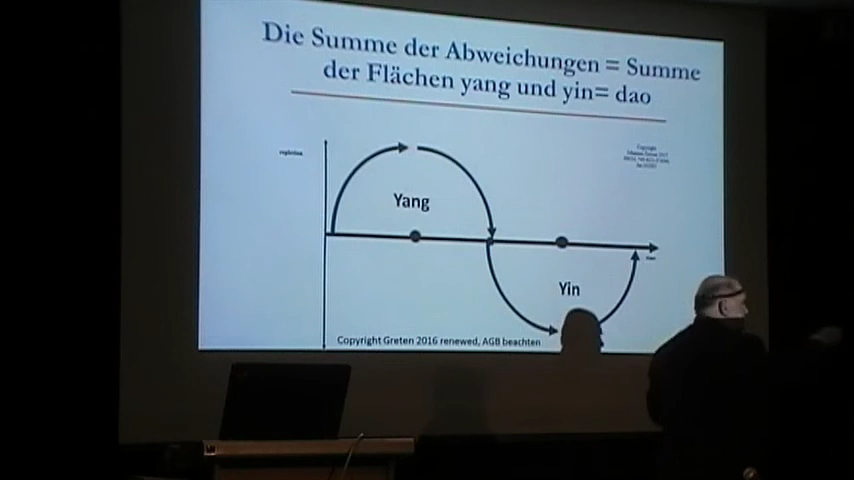 Die Summe der Abweichungen = Summe
der Flächen yang und yin= dao
Copyright
Yang
Yin
Copyright Greten 2016 renewed, AGB beachten